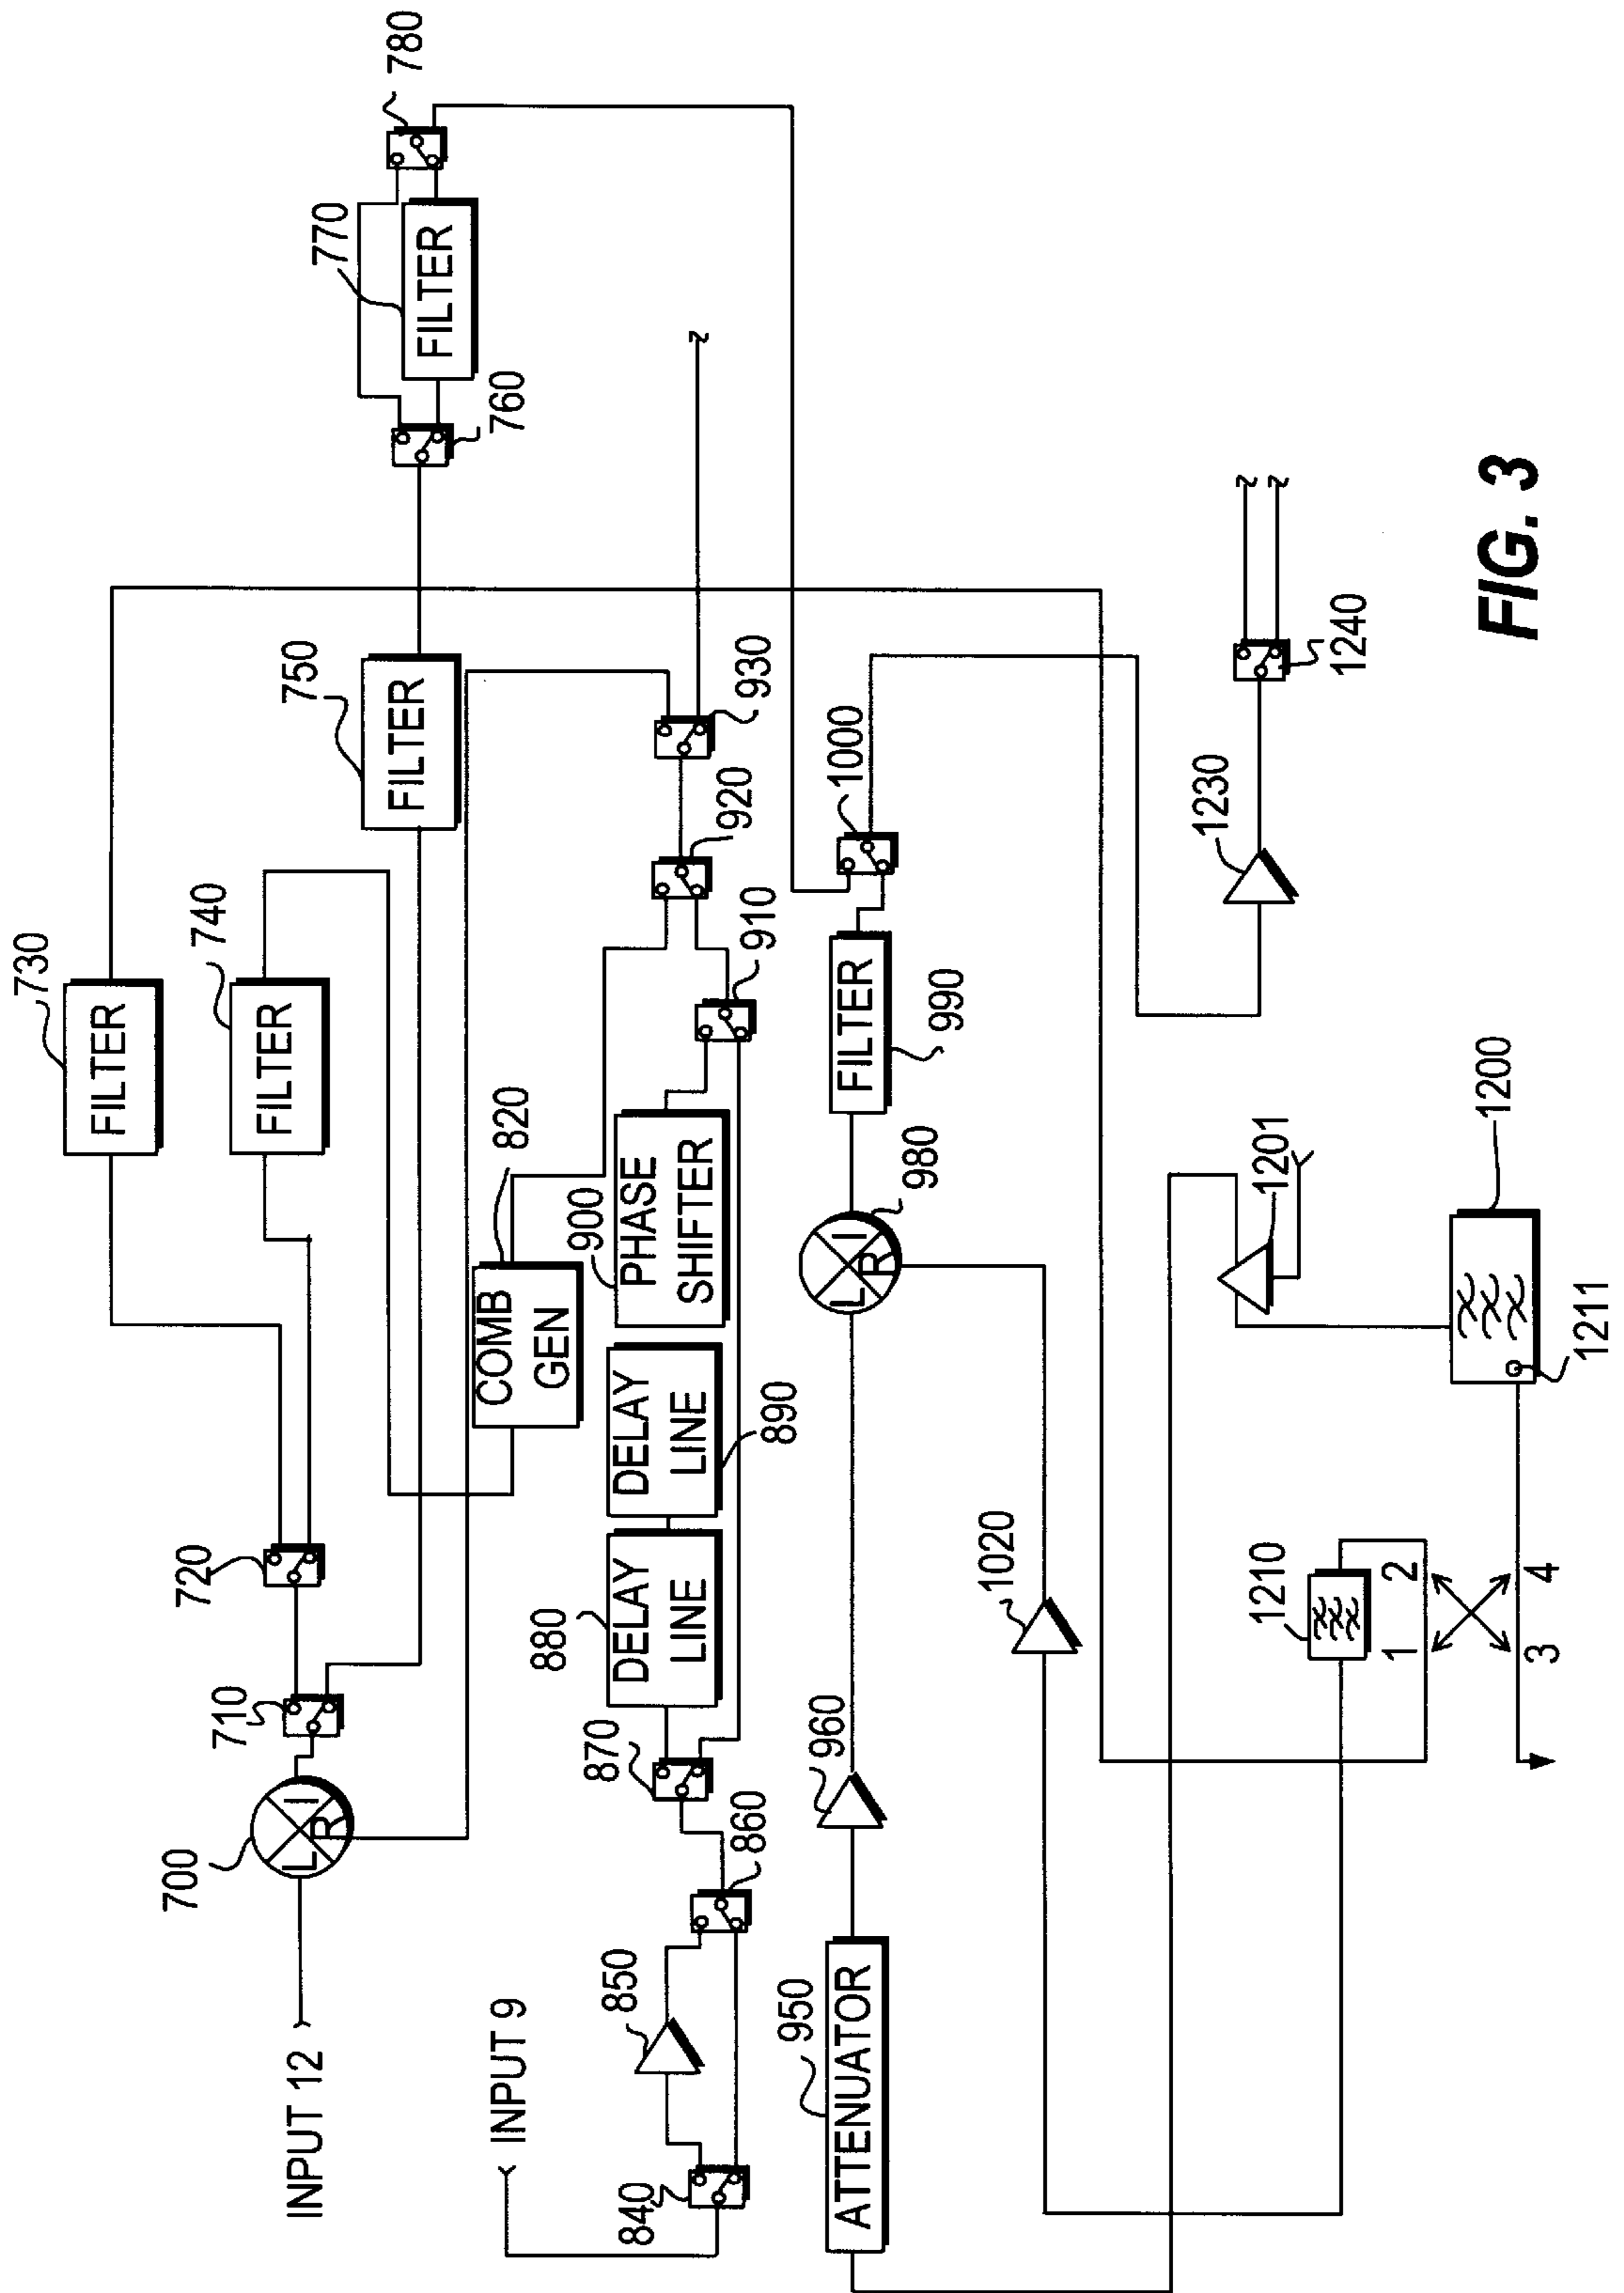 730
FILTER
740
FILTER
750
FILTER
770
FILTER
780
760
720
710
700
L
I
R
INPUT 12
820
COMB
GEN
900
PHASE
SHIFTER
920
930
910
INPUT 9
850
840
860
870
880
DELAY
LINE
DELAY
LINE
890
950
ATTENUATOR
960
L
I
R
980
FILTER
990
1000
1020
1230
1240
1210
1
2
3
4
1201
1200
1211
FIG. 3